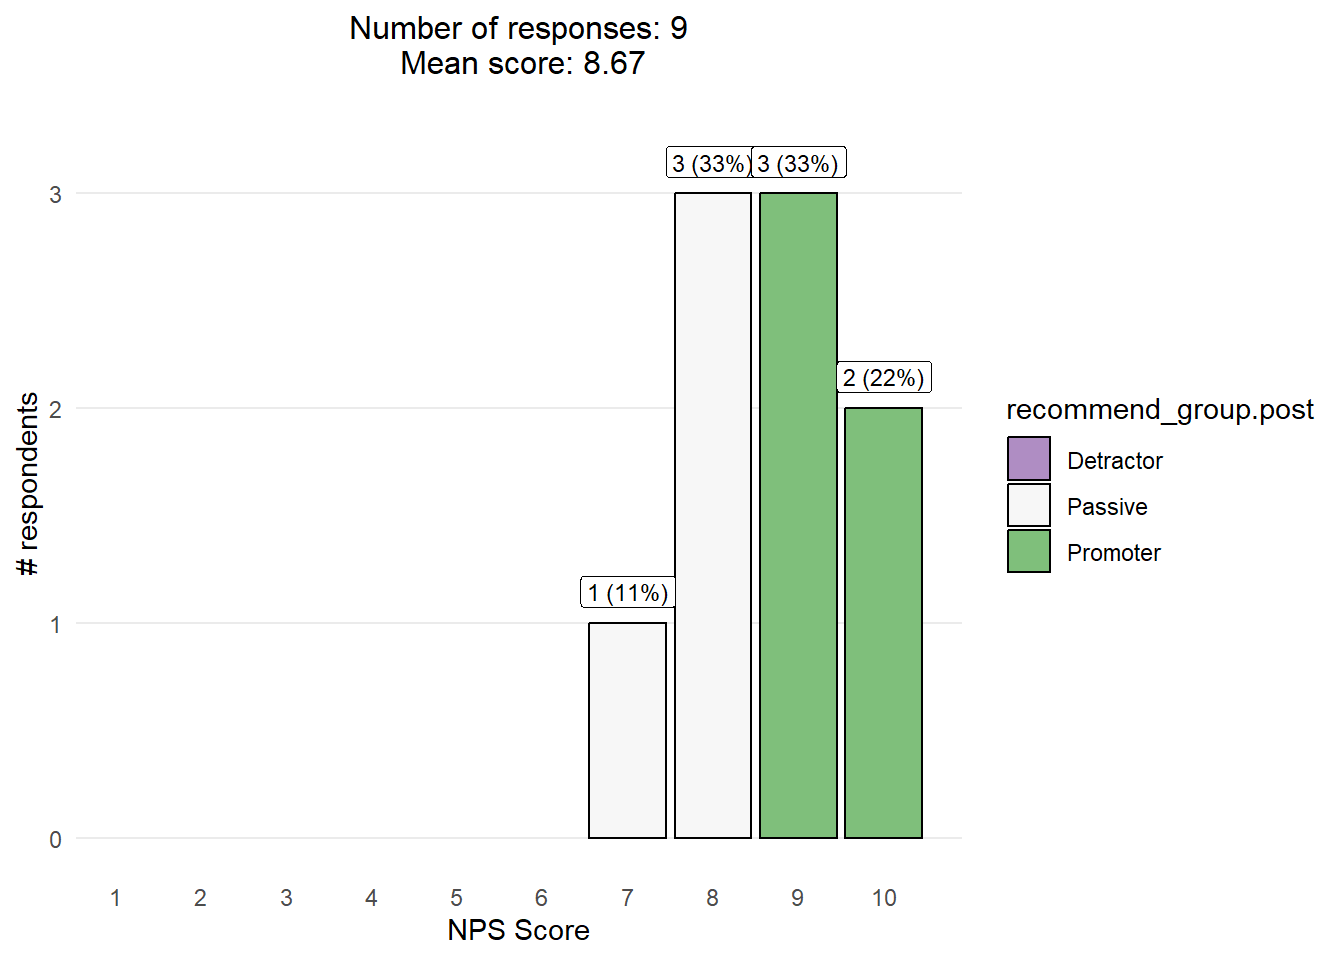 Number of responses: 9
Mean score: 8.67
3 (33%) 3 (33%)
3
2 (22%)
2
1 (11%)
1
0
# respondents
1 2 3 4 5 6 7 8 9 10
NPS Score
recommend_group.post
Detractor
Passive
Promoter